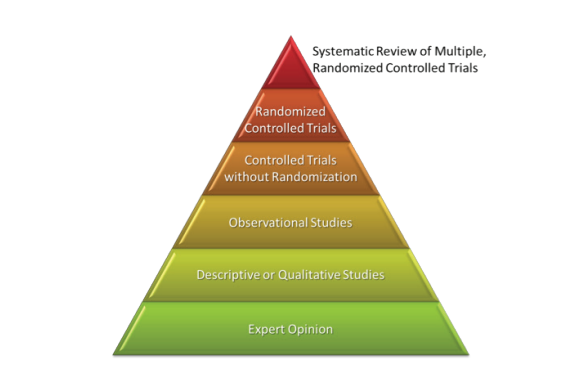 Systematic Review of Multiple,
Randomized Controlled Trials
Randomized
Controlled Trials
Controlled Trials
without Randomization
Observational Studies
Descriptive or Qualitative Studies
Expert Opinion